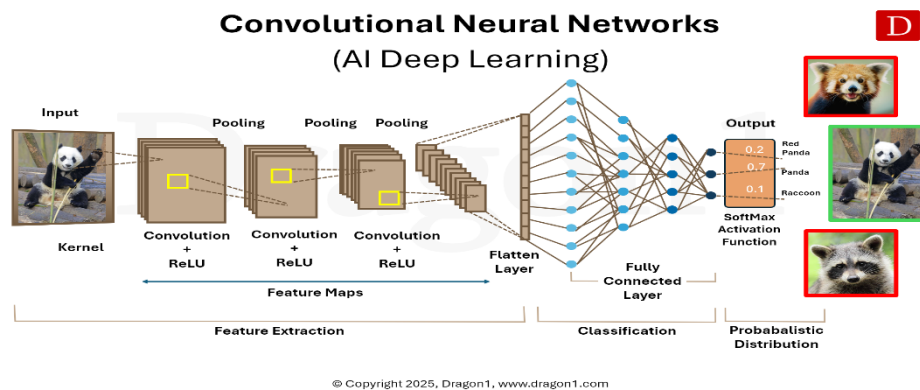 Convolutional Neural Networks
(AI Deep Learning)
D
Input
Pooling
Pooling
Pooling
Output
0.2
Red
Panda
0.7
Panda
0.1
Raccoon
Kernel
Convolution
+
ReLU
Convolution
+
ReLU
Convolution
+
ReLU
Flatten
Layer
SoftMax
Activation
Function
Fully
Connected
Layer
Feature Maps
Feature Extraction
Classification
Probabalistic
Distribution
Dragon1
© Copyright 2025, Dragon1, www.dragon1.com